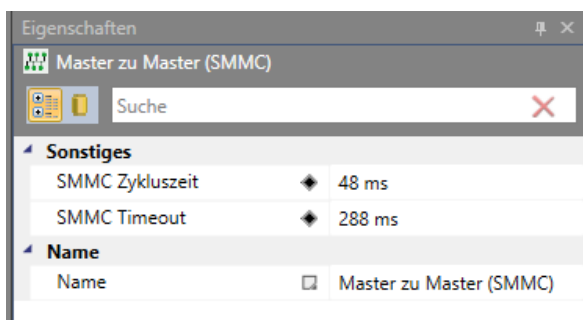 Eigenschaften
Master zu Master (SMMC)
Suche
Sonstiges
SMMC Zykluszeit 48 ms
SMMC Timeout 288 ms
Name
Name Master zu Master (SMMC)